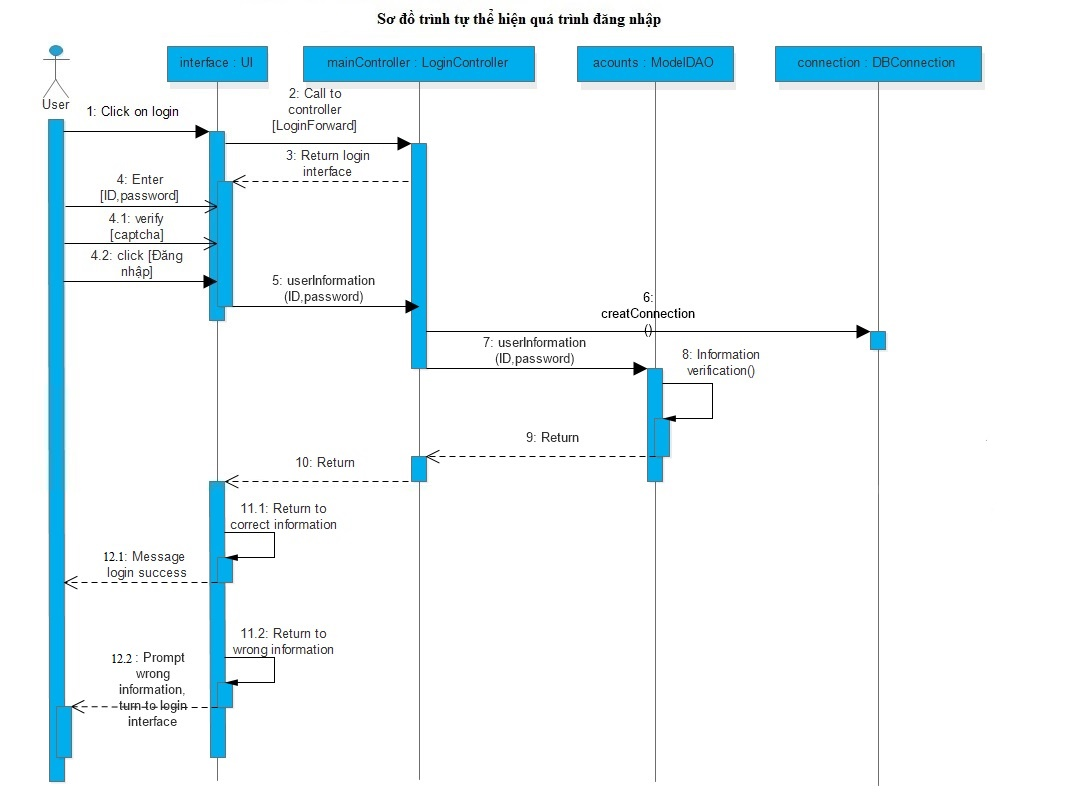 Sơ đồ trình tự thể hiện quá trình đăng nhập
User
interface : UI
mainController : LoginController
acounts : ModelDAO
connection : DBConnection
1: Click on login
2: Call to
controller
[LoginForward]
3: Return login
interface
4: Enter
[ID,password]
4.1: verify
[captcha]
4.2: click [Đăng
nhập]
5: userInformation
(ID,password)
6:
creatConnection
()
7: userInformation
(ID,password)
8: Information
verification()
9: Return
10: Return
11.1: Return to
correct information
12.1: Message
login success
11.2: Return to
wrong information
12.2 : Prompt
wrong
information,
turn to login
interface